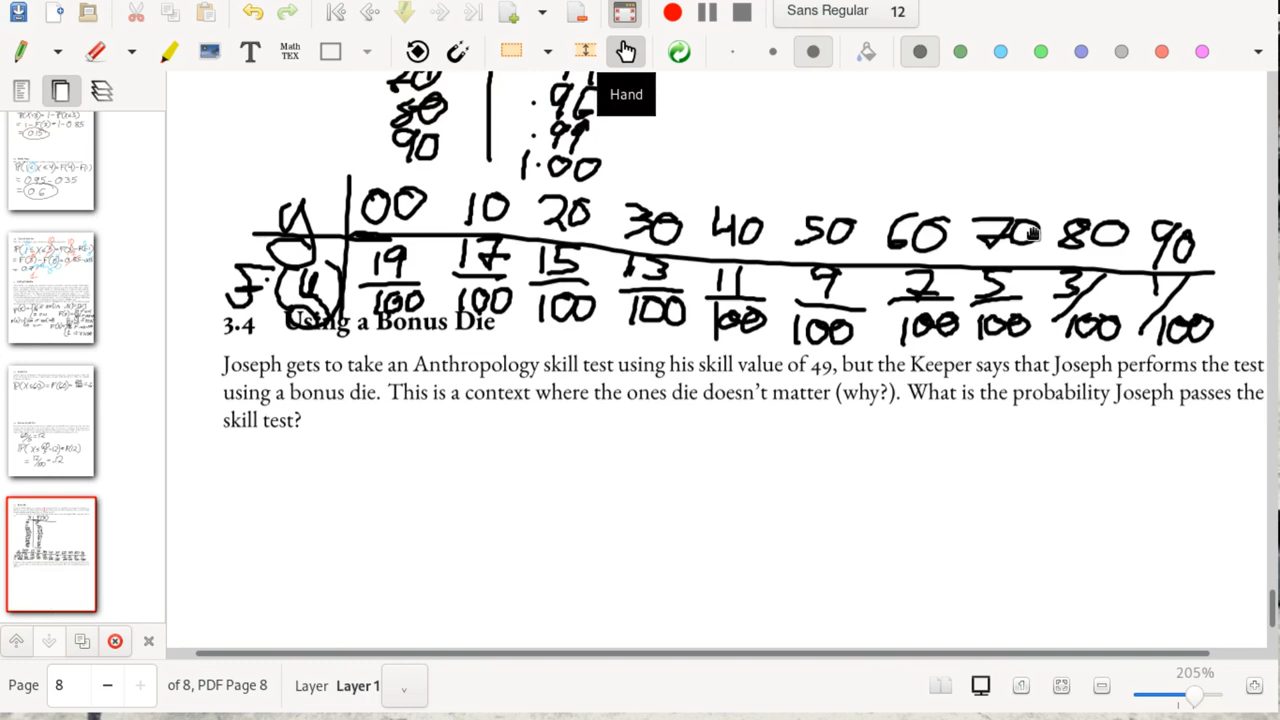 Sans Regular 12
Math
TEX
Hand
80 . 96
90 . 99
1.00
y 00 10 20 30 40 50 60 70 80 90
19/100 17/100 15/100 13/100 11/100 9/100 7/100 5/100 3/100 1/100
3.4 Using a Bonus Die
Joseph gets to take an Anthropology skill test using his skill value of 49, but the Keeper says that Joseph performs the test
using a bonus die. This is a context where the ones die doesn't matter (why?). What is the probability Joseph passes the
skill test?
Page 8 of 8, PDF Page 8 Layer Layer 1 205%